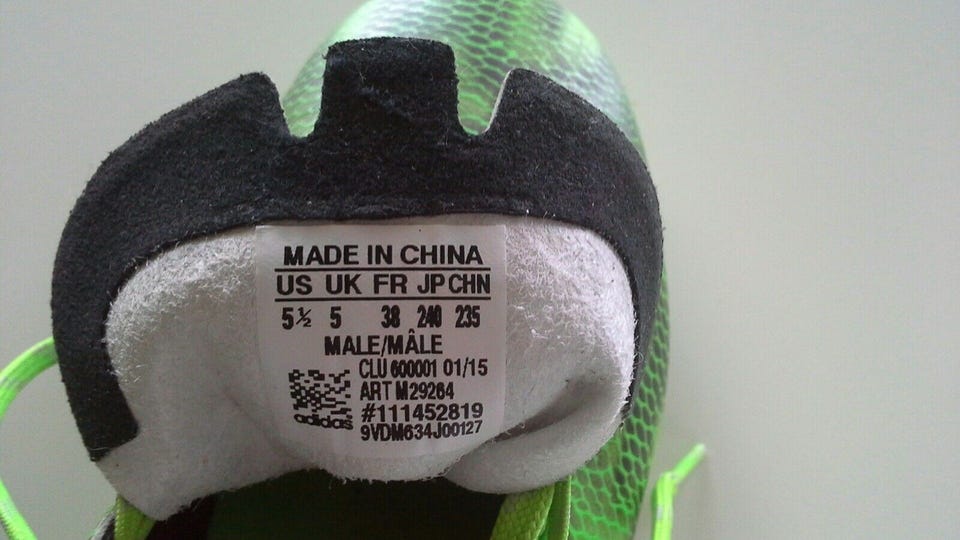 MADE IN CHINA
US UK FR JP CHN
5½ 5 38 240 235
MALE/MÂLE
CLU 600001 01/15
ART M29264
#111452819
adidas 9VDM634J00127